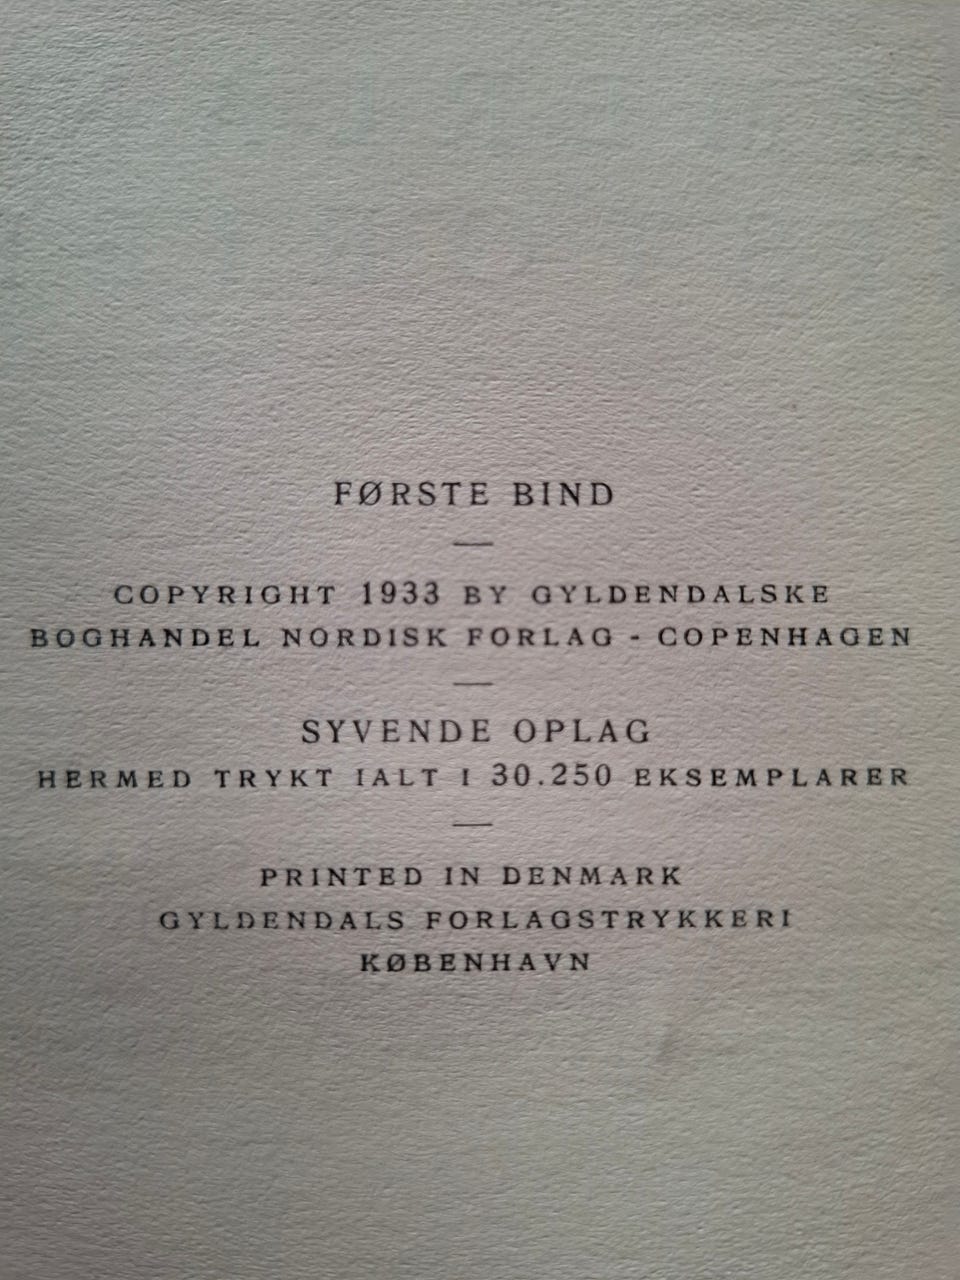 FØRSTE BIND
COPYRIGHT 1933 BY GYLDENDALSKE
BOGHANDEL NORDISK FORLAG - COPENHAGEN
SYVENDE OPLAG
HERMED TRYKT IALT I 30.250 EKSEMPLARER
PRINTED IN DENMARK
GYLDENDALS FORLAGSTRYKKERI
KØBENHAVN